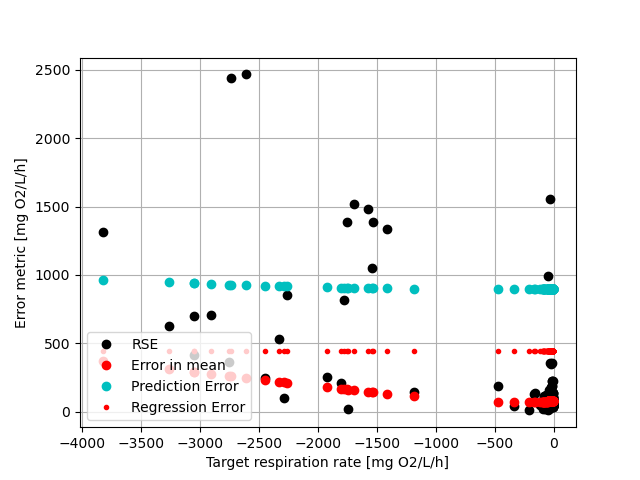 2500
2000
1500
1000
500
0
Error metric [mg O2/L/h]
RSE
Error in mean
Prediction Error
Regression Error
−4000 −3500 −3000 −2500 −2000 −1500 −1000 −500 0
Target respiration rate [mg O2/L/h]